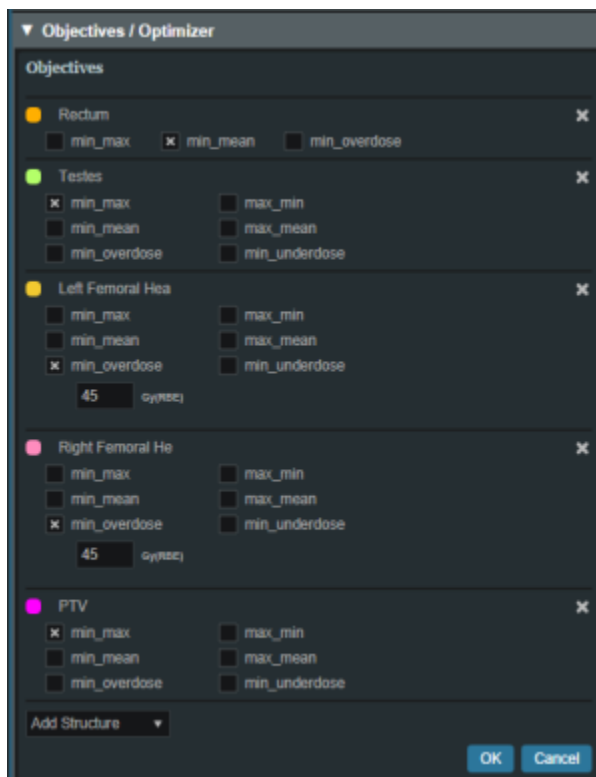 ▼ Objectives / Optimizer
Objectives
Rectum
min_max min_mean min_overdose
Testes
min_max max_min
min_mean max_mean
min_overdose min_underdose
Left Femoral Hea
min_max max_min
min_mean max_mean
min_overdose min_underdose
45 Gy(RBE)
Right Femoral He
min_max max_min
min_mean max_mean
min_overdose min_underdose
45 Gy(RBE)
PTV
min_max max_min
min_mean max_mean
min_overdose min_underdose
Add Structure ▼
OK Cancel